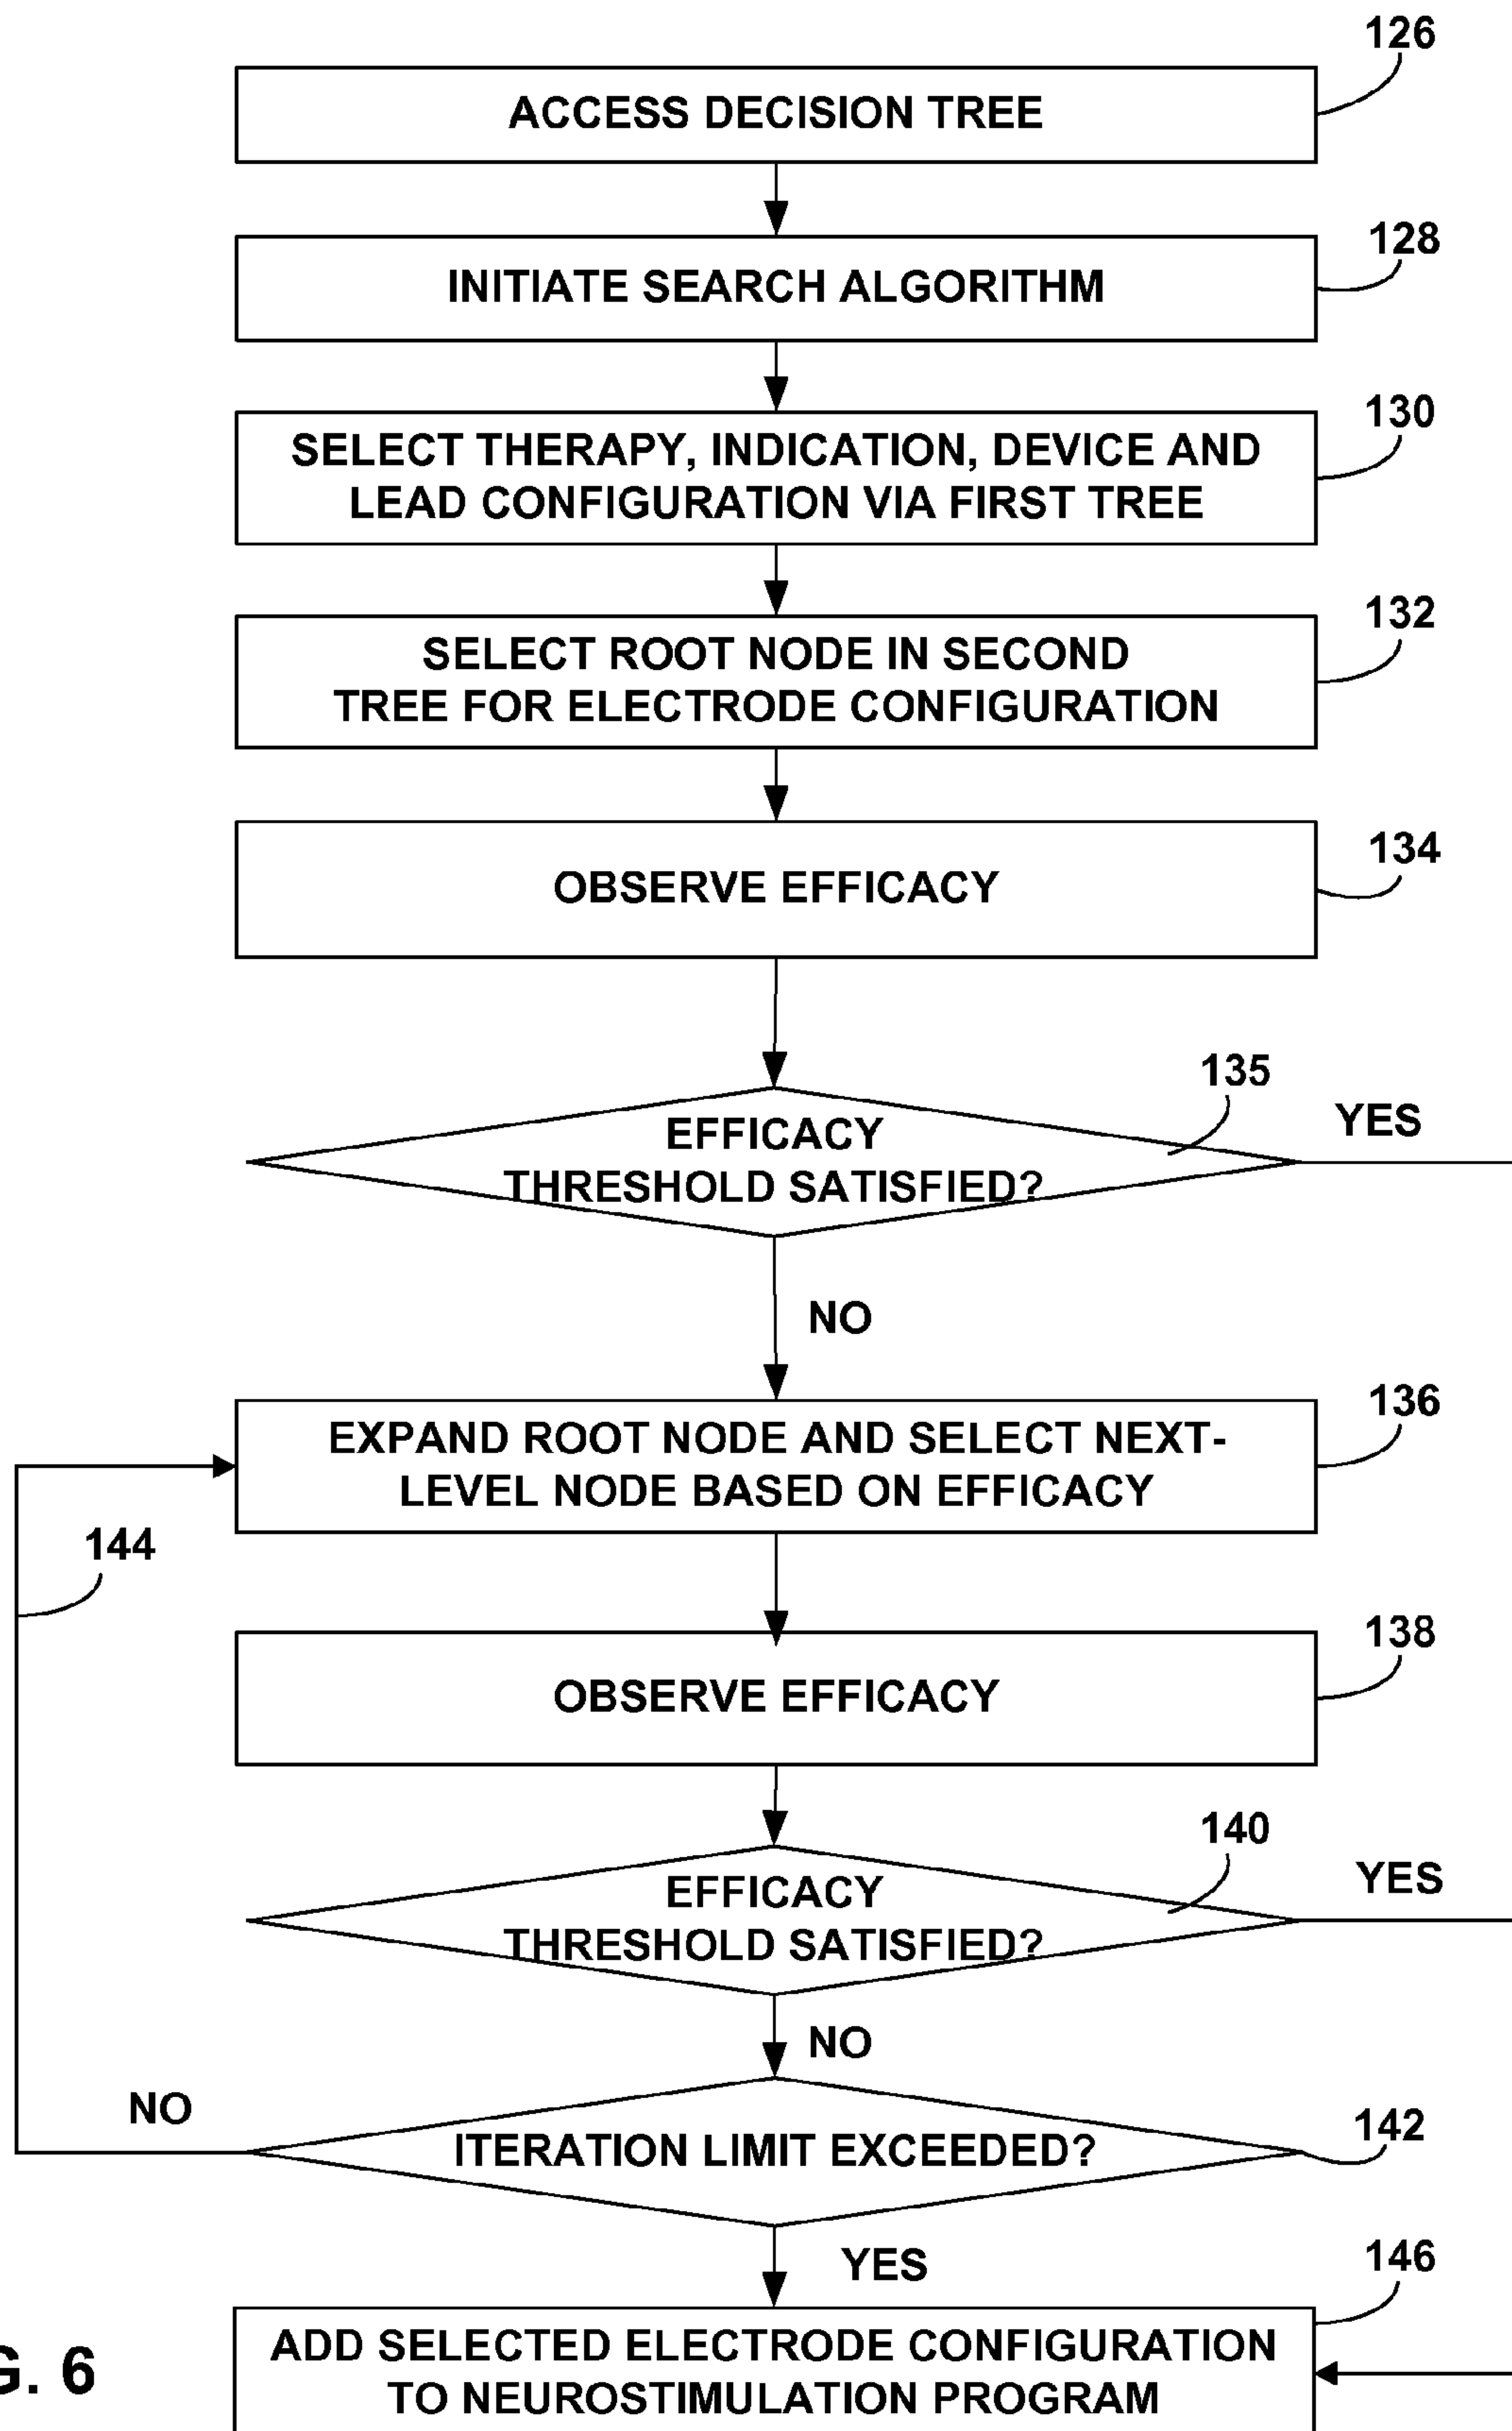 126
ACCESS DECISION TREE
128
INITIATE SEARCH ALGORITHM
130
SELECT THERAPY, INDICATION, DEVICE AND
LEAD CONFIGURATION VIA FIRST TREE
132
SELECT ROOT NODE IN SECOND
TREE FOR ELECTRODE CONFIGURATION
134
OBSERVE EFFICACY
135
YES
EFFICACY
THRESHOLD SATISFIED?
NO
136
EXPAND ROOT NODE AND SELECT NEXT-
LEVEL NODE BASED ON EFFICACY
144
138
OBSERVE EFFICACY
140
YES
EFFICACY
THRESHOLD SATISFIED?
NO
NO
142
ITERATION LIMIT EXCEEDED?
YES
146
ADD SELECTED ELECTRODE CONFIGURATION
TO NEUROSTIMULATION PROGRAM
G. 6